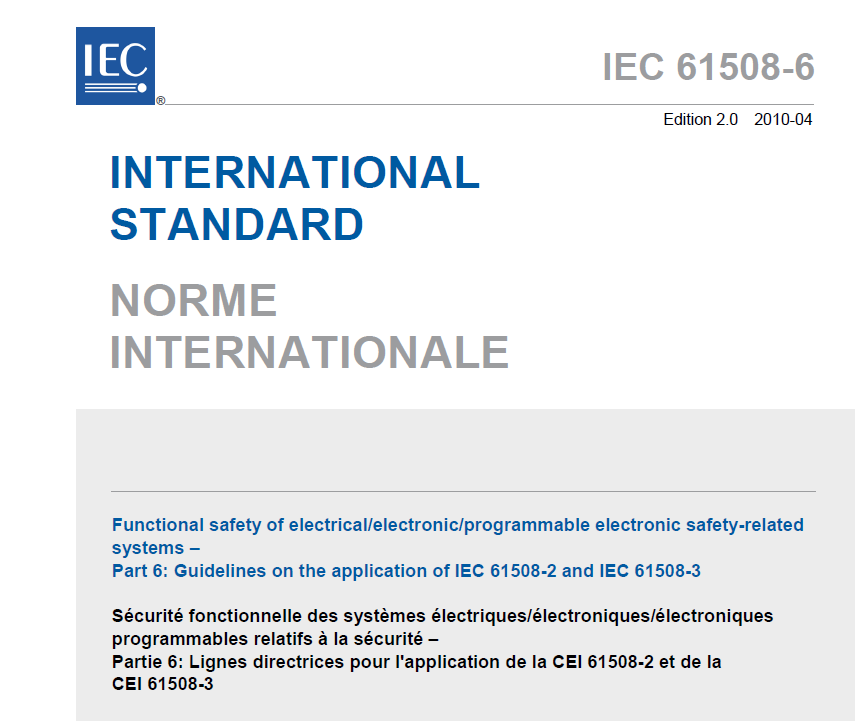 IEC
®
IEC 61508-6
Edition 2.0 2010-04
INTERNATIONAL
STANDARD
NORME
INTERNATIONALE
Functional safety of electrical/electronic/programmable electronic safety-related
systems –
Part 6: Guidelines on the application of IEC 61508-2 and IEC 61508-3
Sécurité fonctionnelle des systèmes électriques/électroniques/électroniques
programmables relatifs à la sécurité –
Partie 6: Lignes directrices pour l'application de la CEI 61508-2 et de la
CEI 61508-3